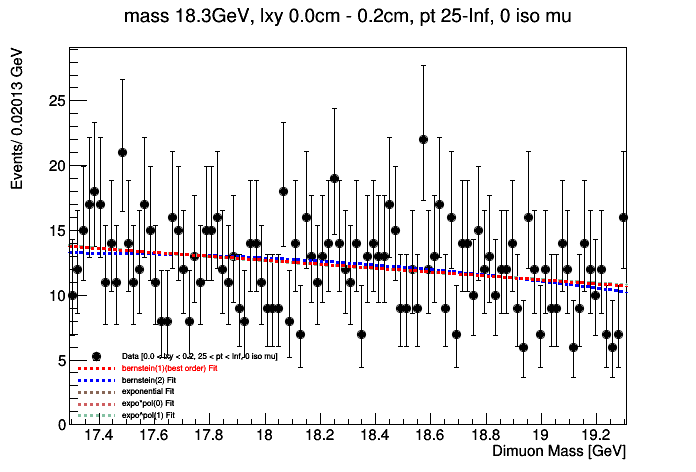 mass 18.3GeV, lxy 0.0cm - 0.2cm, pt 25-Inf, 0 iso mu
Events/ 0.02013 GeV
25
20
15
10
5
0
Data [0.0 < lxy < 0.2, 25 < pt < Inf, 0 iso mu]
bernstein(1)(best order) Fit
bernstein(2) Fit
exponential Fit
expo*pol(0) Fit
expo*pol(1) Fit
17.4 17.6 17.8 18 18.2 18.4 18.6 18.8 19 19.2
Dimuon Mass [GeV]